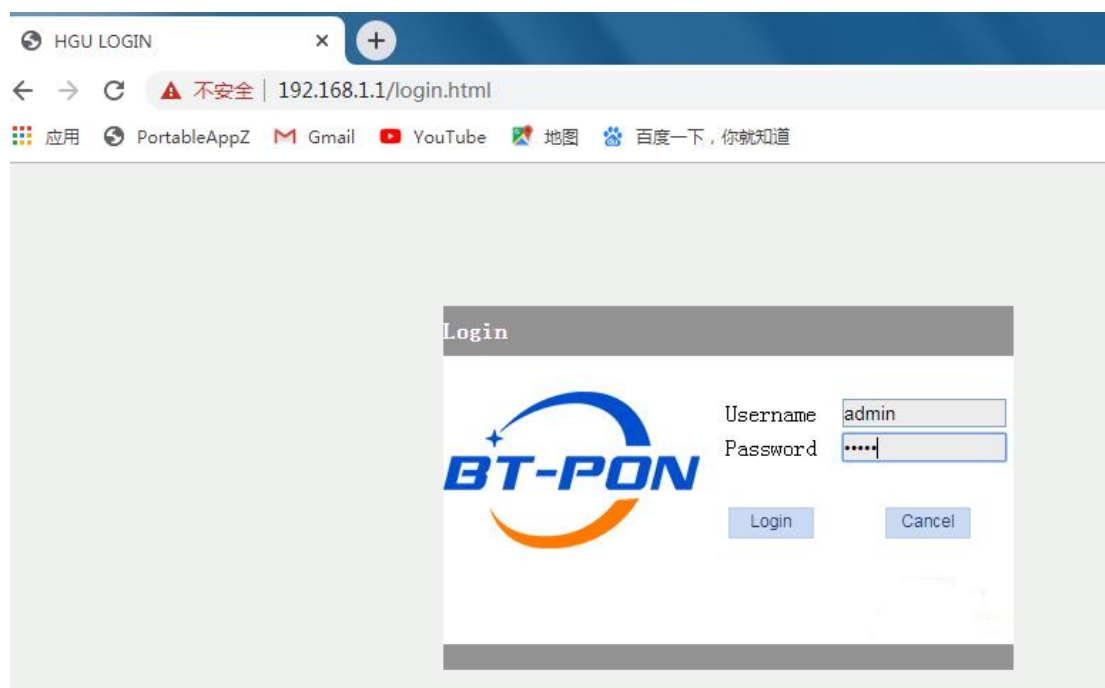 HGU LOGIN
不安全 192.168.1.1/login.html
应用 PortableAppZ Gmail YouTube 地图 百度一下，你就知道
Login
BT-PON
Username admin
Password •••••
Login Cancel